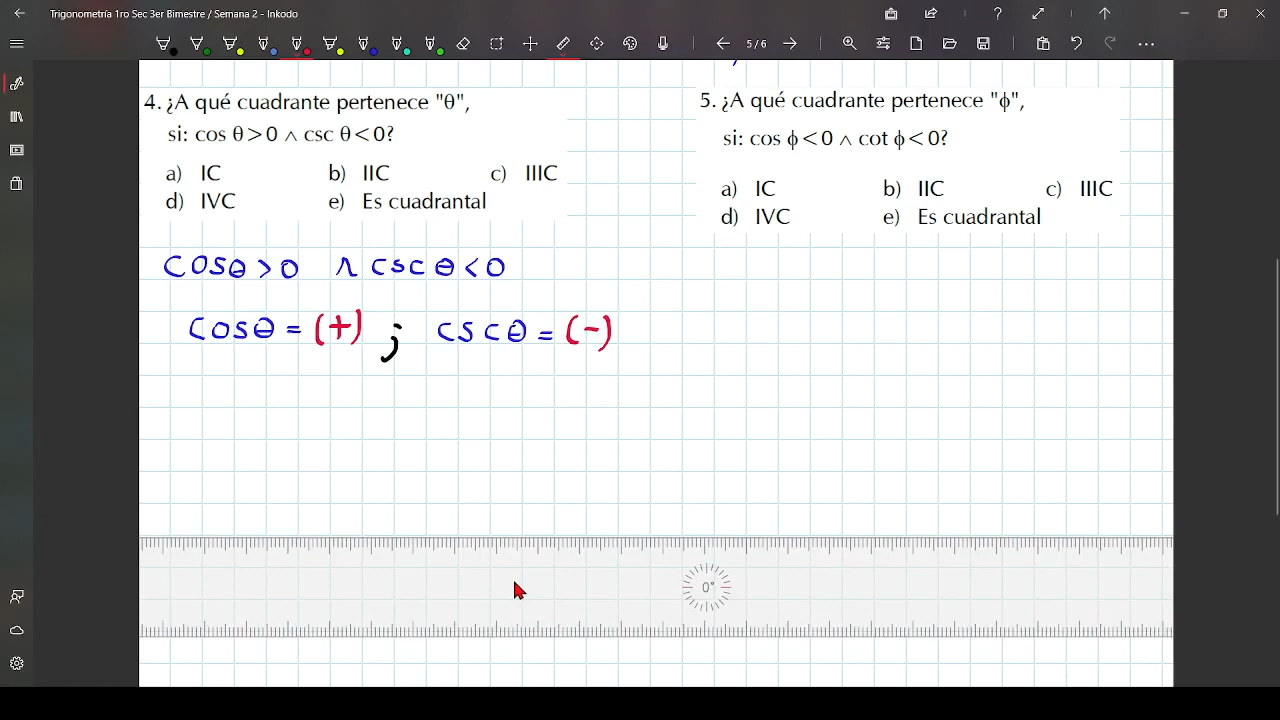 Trigonometría 1ro Sec 3er Bimestre / Semana 2 - Inkodo
5/6
4. ¿A qué cuadrante pertenece "θ",
si: cos θ>0 ∧ csc θ<0?
a) IC b) IIC c) IIIC
d) IVC e) Es cuadrantal
cosθ>0 ∧ cscθ<0
cosθ = (+) ; cscθ = (-)
5. ¿A qué cuadrante pertenece "ϕ",
si: cos ϕ<0 ∧ cot ϕ<0?
a) IC b) IIC c) IIIC
d) IVC e) Es cuadrantal
0°